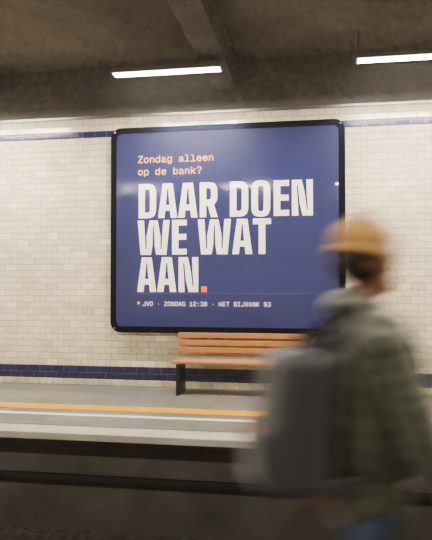 Zondag alleen
op de bank?
DAAR DOEN
WE WAT
AAN.
JVO · ZONDAG 12:30 · HET BIJVANK 93